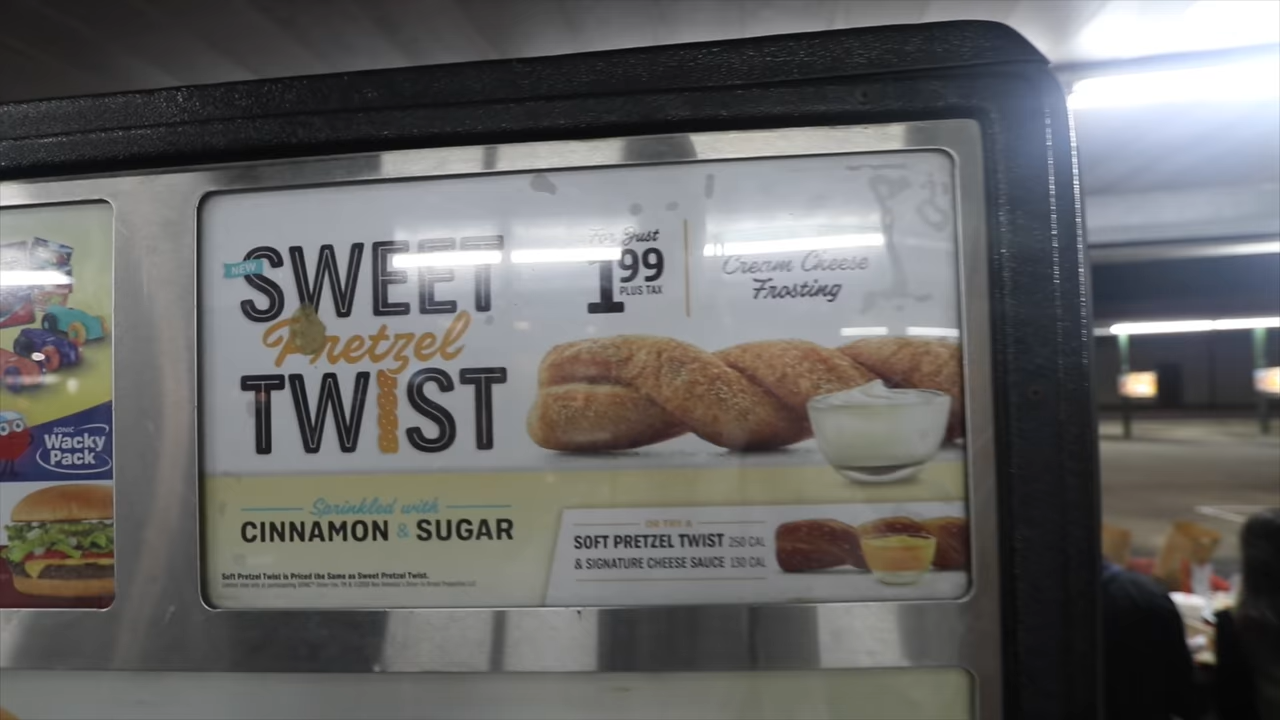 NEW
SWEET
Pretzel
TWIST
For Just
1 99
PLUS TAX
Cream Cheese
Frosting
Sprinkled with
CINNAMON & SUGAR
OR TRY A
SOFT PRETZEL TWIST 250 CAL
& SIGNATURE CHEESE SAUCE 130 CAL
Soft Pretzel Twist is Priced the Same as Sweet Pretzel Twist.
SONIC
Wacky
Pack